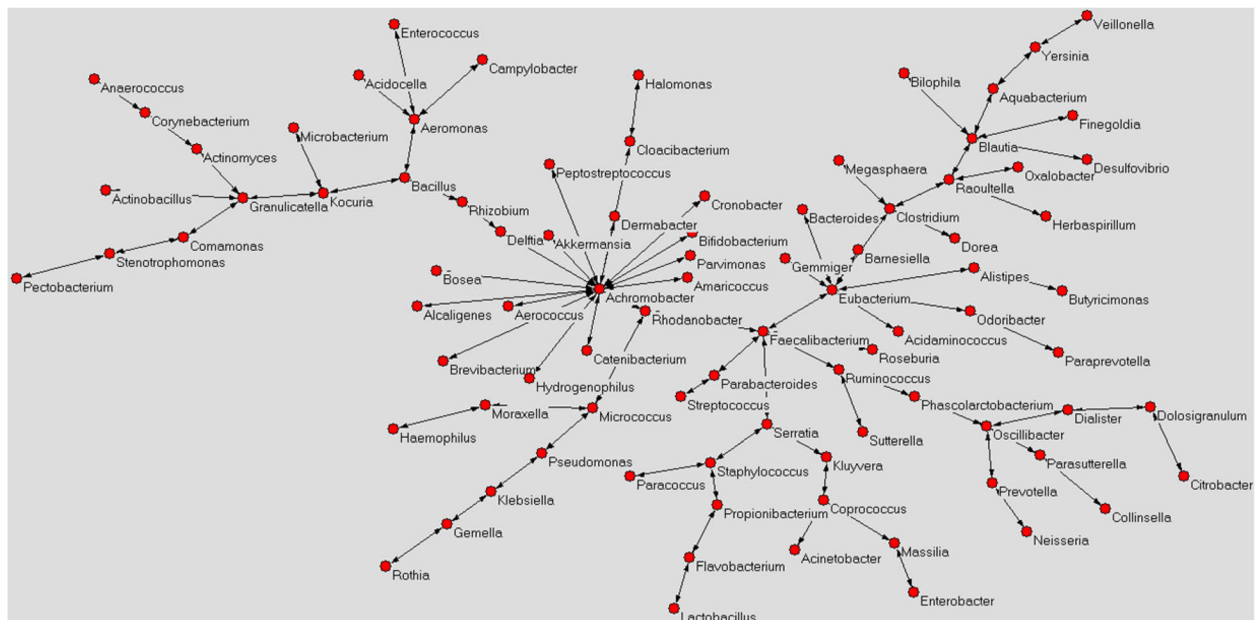 Veillonella
Enterococcus
Yersinia
Campylobacter
Bilophila
Acidocella
Halomonas
Anaerococcus
Aquabacterium
Corynebacterium
Finegoldia
Aeromonas
Microbacterium
Blautia
Cloacibacterium
Actinomyces
Desulfovibrio
Megasphaera
Peptostreptococcus
Oxalobacter
Bacillus
Raoultella
Actinobacillus
Kocuria
Granulicatella
Cronobacter
Rhizobium
Bacteroides
Clostridium
Herbaspirillum
Dermabacter
Delftia
Akkermansia
Bifidobacterium
Comamonas
Dorea
Barnesiella
Stenotrophomonas
Parvimonas
Gemmiger
Alistipes
Bosea
Pectobacterium
Amaricoccus
Achromobacter
Eubacterium
Butyricimonas
Alcaligenes
Aerococcus
Rhodanobacter
Odoribacter
Faecalibacterium
Acidaminococcus
Catenibacterium
Roseburia
Paraprevotella
Brevibacterium
Hydrogenophilus
Parabacteroides
Ruminococcus
Streptococcus
Phascolarctobacterium
Moraxella
Micrococcus
Dialister
Dolosigranulum
Haemophilus
Serratia
Sutterella
Oscillibacter
Pseudomonas
Staphylococcus
Kluyvera
Parasutterella
Paracoccus
Citrobacter
Prevotella
Klebsiella
Propionibacterium
Coprococcus
Collinsella
Gemella
Neisseria
Acinetobacter
Massilia
Flavobacterium
Rothia
Enterobacter
Lactobacillus